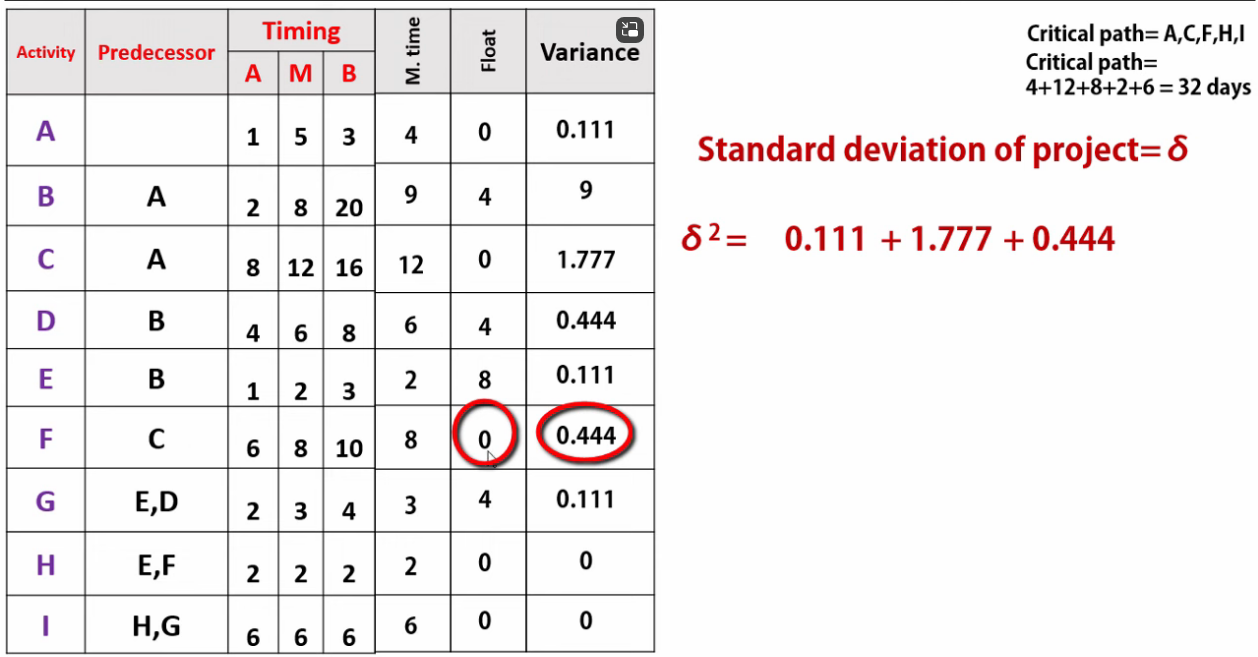 Activity Predecessor Timing M. time Float Variance
A M B
A 1 5 3 4 0 0.111
B A 2 8 20 9 4 9
C A 8 12 16 12 0 1.777
D B 4 6 8 6 4 0.444
E B 1 2 3 2 8 0.111
F C 6 8 10 8 0 0.444
G E,D 2 3 4 3 4 0.111
H E,F 2 2 2 2 0 0
I H,G 6 6 6 6 0 0
Critical path= A,C,F,H,I
Critical path=
4+12+8+2+6 = 32 days
Standard deviation of project= δ
δ² = 0.111 + 1.777 + 0.444